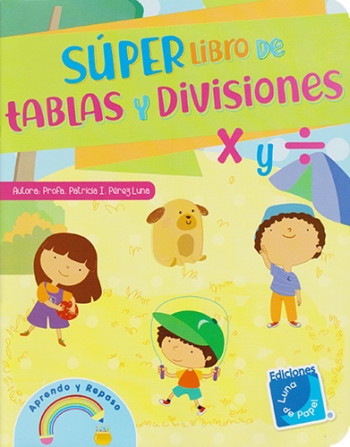 SÚPER LIBRO DE
TABLAS Y DIVISIONES
X y ÷
Autora: Profa. Patricia I. Pérez Luna
Aprendo y Repaso
Ediciones
Luna
de Papel